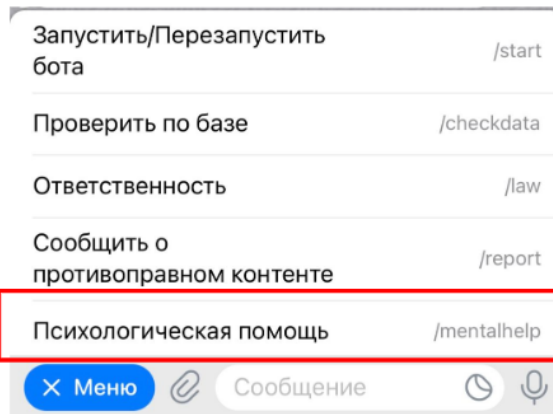 Запустить/Перезапустить
бота /start
Проверить по базе /checkdata
Ответственность /law
Сообщить о
противоправном контенте /report
Психологическая помощь /mentalhelp
Меню Сообщение